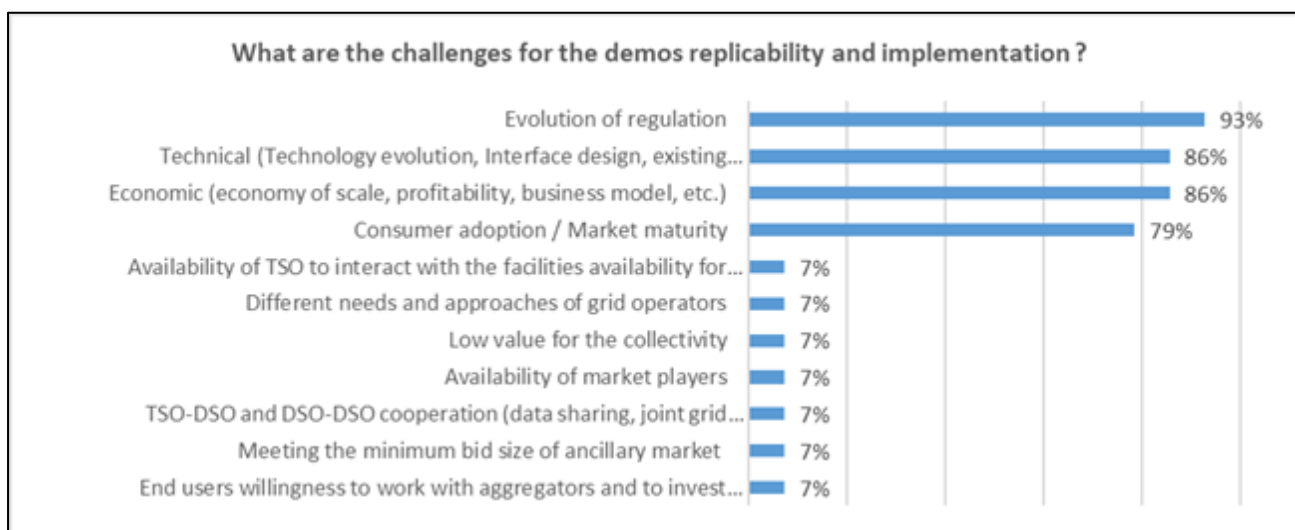 What are the challenges for the demos replicability and implementation ?
Evolution of regulation 93%
Technical (Technology evolution, Interface design, existing... 86%
Economic (economy of scale, profitability, business model, etc.) 86%
Consumer adoption / Market maturity 79%
Availability of TSO to interact with the facilities availability for... 7%
Different needs and approaches of grid operators 7%
Low value for the collectivity 7%
Availability of market players 7%
TSO-DSO and DSO-DSO cooperation (data sharing, joint grid... 7%
Meeting the minimum bid size of ancillary market 7%
End users willingness to work with aggregators and to invest... 7%